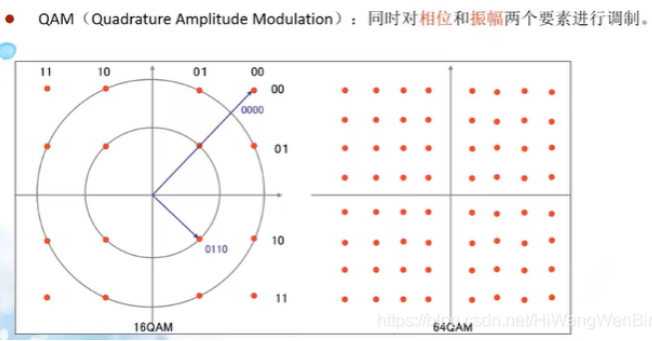 QAM（Quadrature Amplitude Modulation）：同时对相位和振幅两个要素进行调制。
11 10 01 00
00
0000
01
10
0110
11
16QAM 64QAM
https://blog.csdn.net/HiWangWenBing